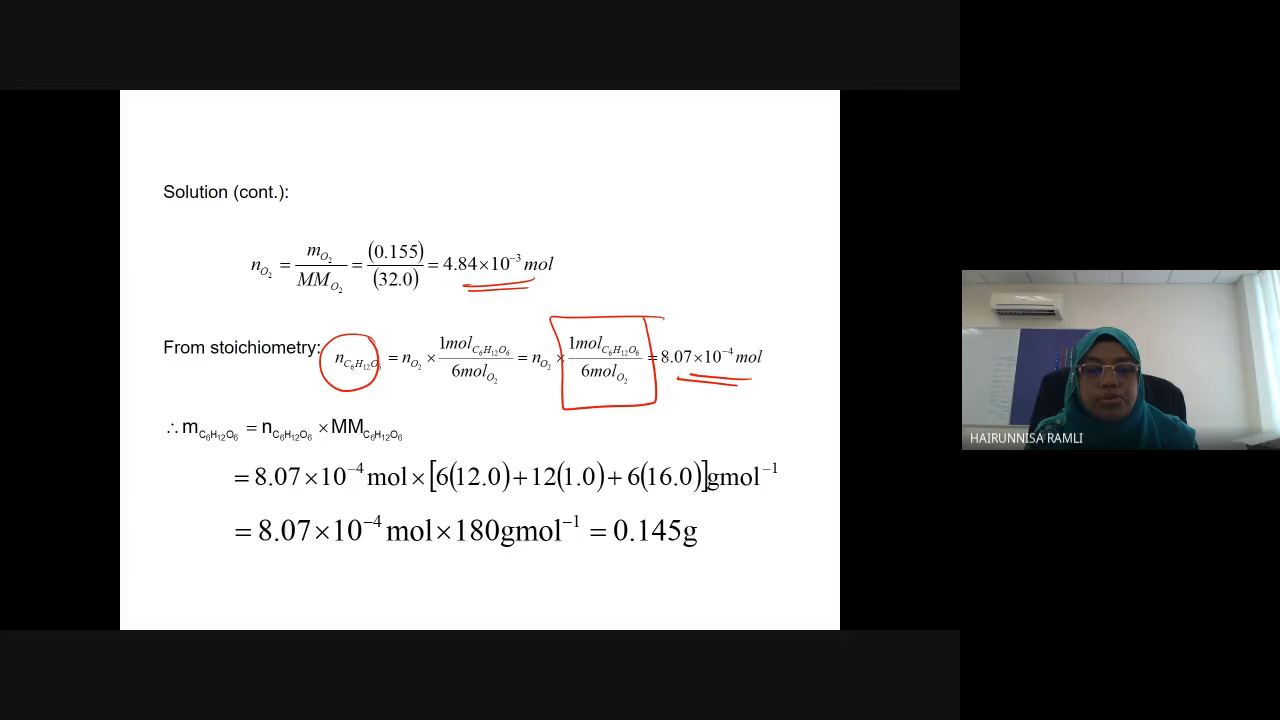 Solution (cont.):
n_{O_2} = \frac{m_{O_2}}{MM_{O_2}} = \frac{(0.155)}{(32.0)} = 4.84 × 10^{−3} mol
From stoichiometry: n_{C_6H_{12}O_6} = n_{O_2} × \frac{1mol_{C_6H_{12}O_6}}{6mol_{O_2}} = n_{O_2} × \frac{1mol_{C_6H_{12}O_6}}{6mol_{O_2}} = 8.07 × 10^{−4} mol
∴ m_{C_6H_{12}O_6} = n_{C_6H_{12}O_6} × MM_{C_6H_{12}O_6}
= 8.07 × 10^{−4} mol × [6(12.0) + 12(1.0) + 6(16.0)]gmol^{−1}
= 8.07 × 10^{−4} mol × 180gmol^{−1} = 0.145g
HAIRUNNISA RAMLI